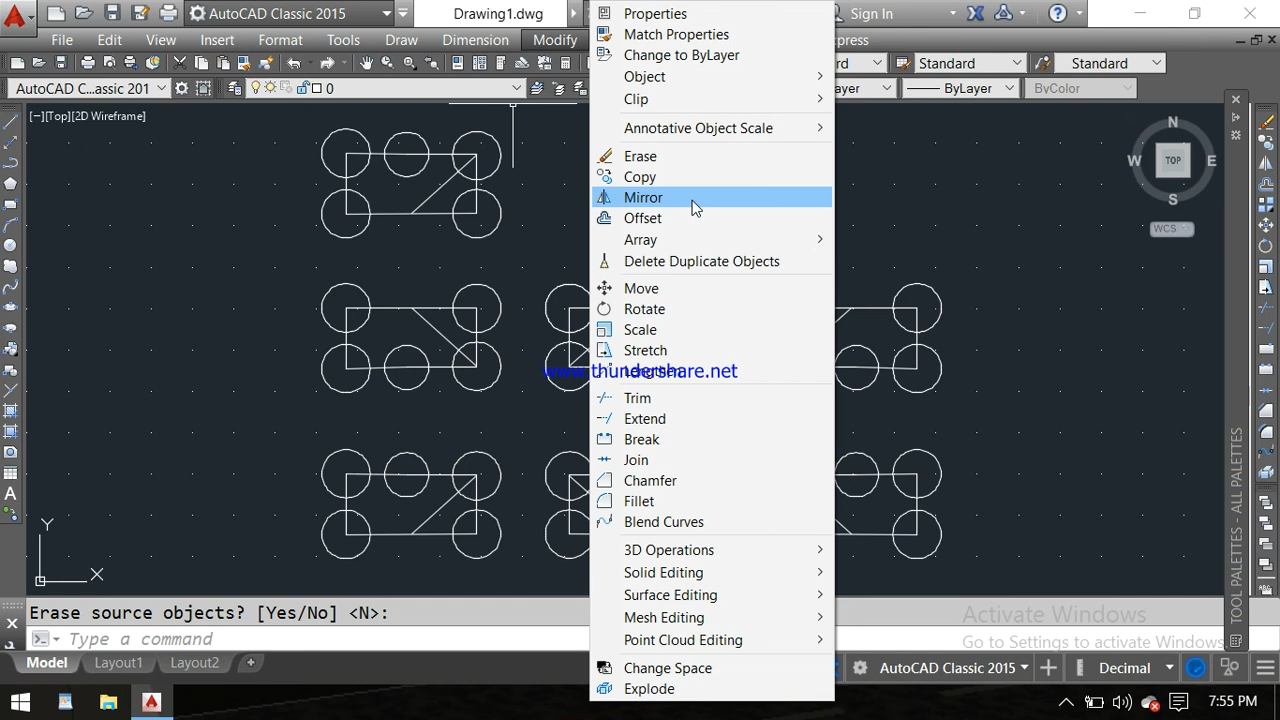 AutoCAD Classic 2015
Drawing1.dwg
Sign In
File Edit View Insert Format Tools Draw Dimension Modify xpress
rd Standard Standard
AutoCAD C...assic 201 0 ayer ByLayer ByColor
[−][Top][2D Wireframe]
Properties
Match Properties
Change to ByLayer
Object
Clip
Annotative Object Scale
Erase
Copy
Mirror
Offset
Array
Delete Duplicate Objects
Move
Rotate
Scale
Stretch
www.thundershare.net
Trim
Extend
Break
Join
Chamfer
Fillet
Blend Curves
3D Operations
Solid Editing
Surface Editing
Mesh Editing
Point Cloud Editing
Change Space
Explode
N
W TOP E
S
WCS
TOOL PALETTES - ALL PALETTES
Y
X
Erase source objects? [Yes/No] <N>:
Type a command
Activate Windows
Go to Settings to activate Windows.
Model Layout1 Layout2
AutoCAD Classic 2015 Decimal
7:55 PM